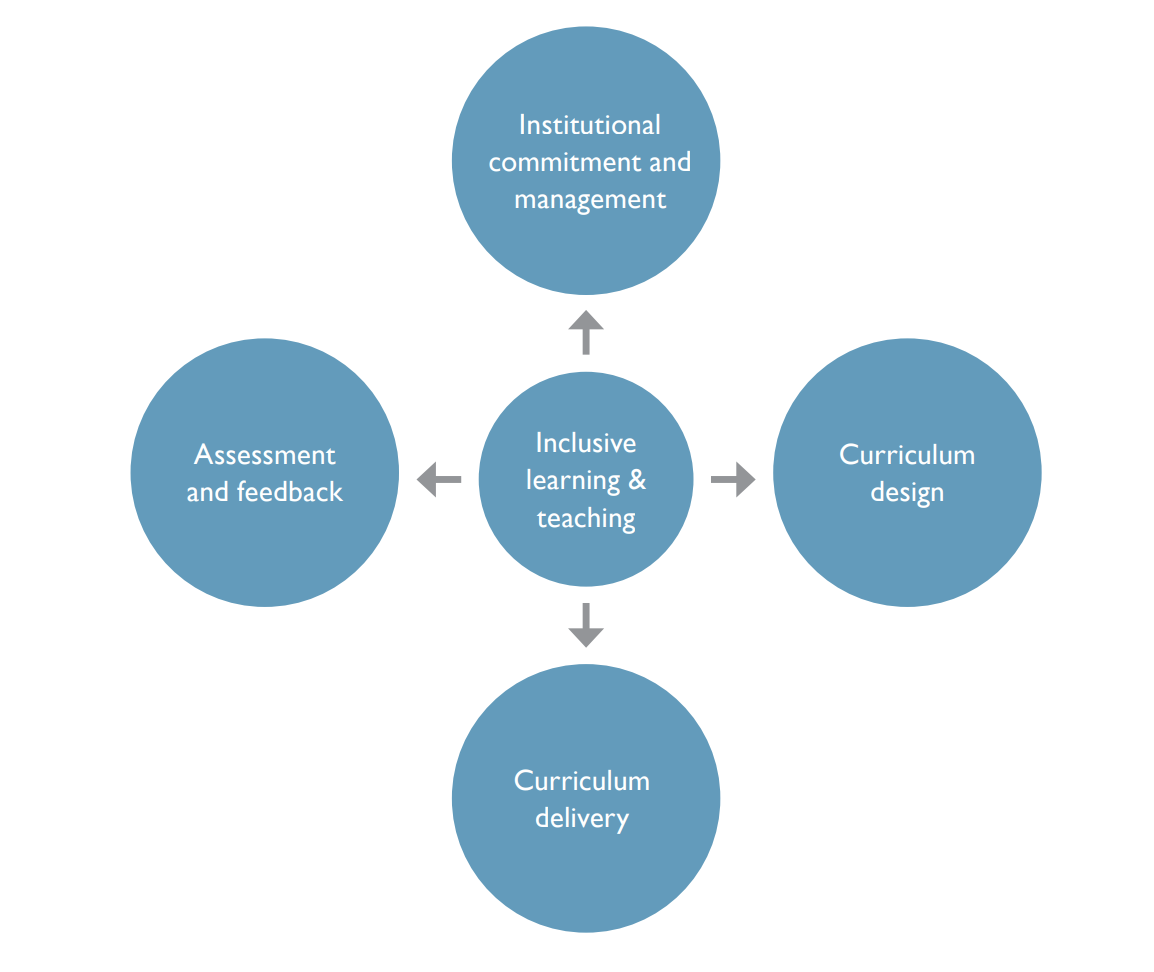 Institutional
commitment and
management
Assessment
and feedback
Inclusive
learning &
teaching
Curriculum
design
Curriculum
delivery